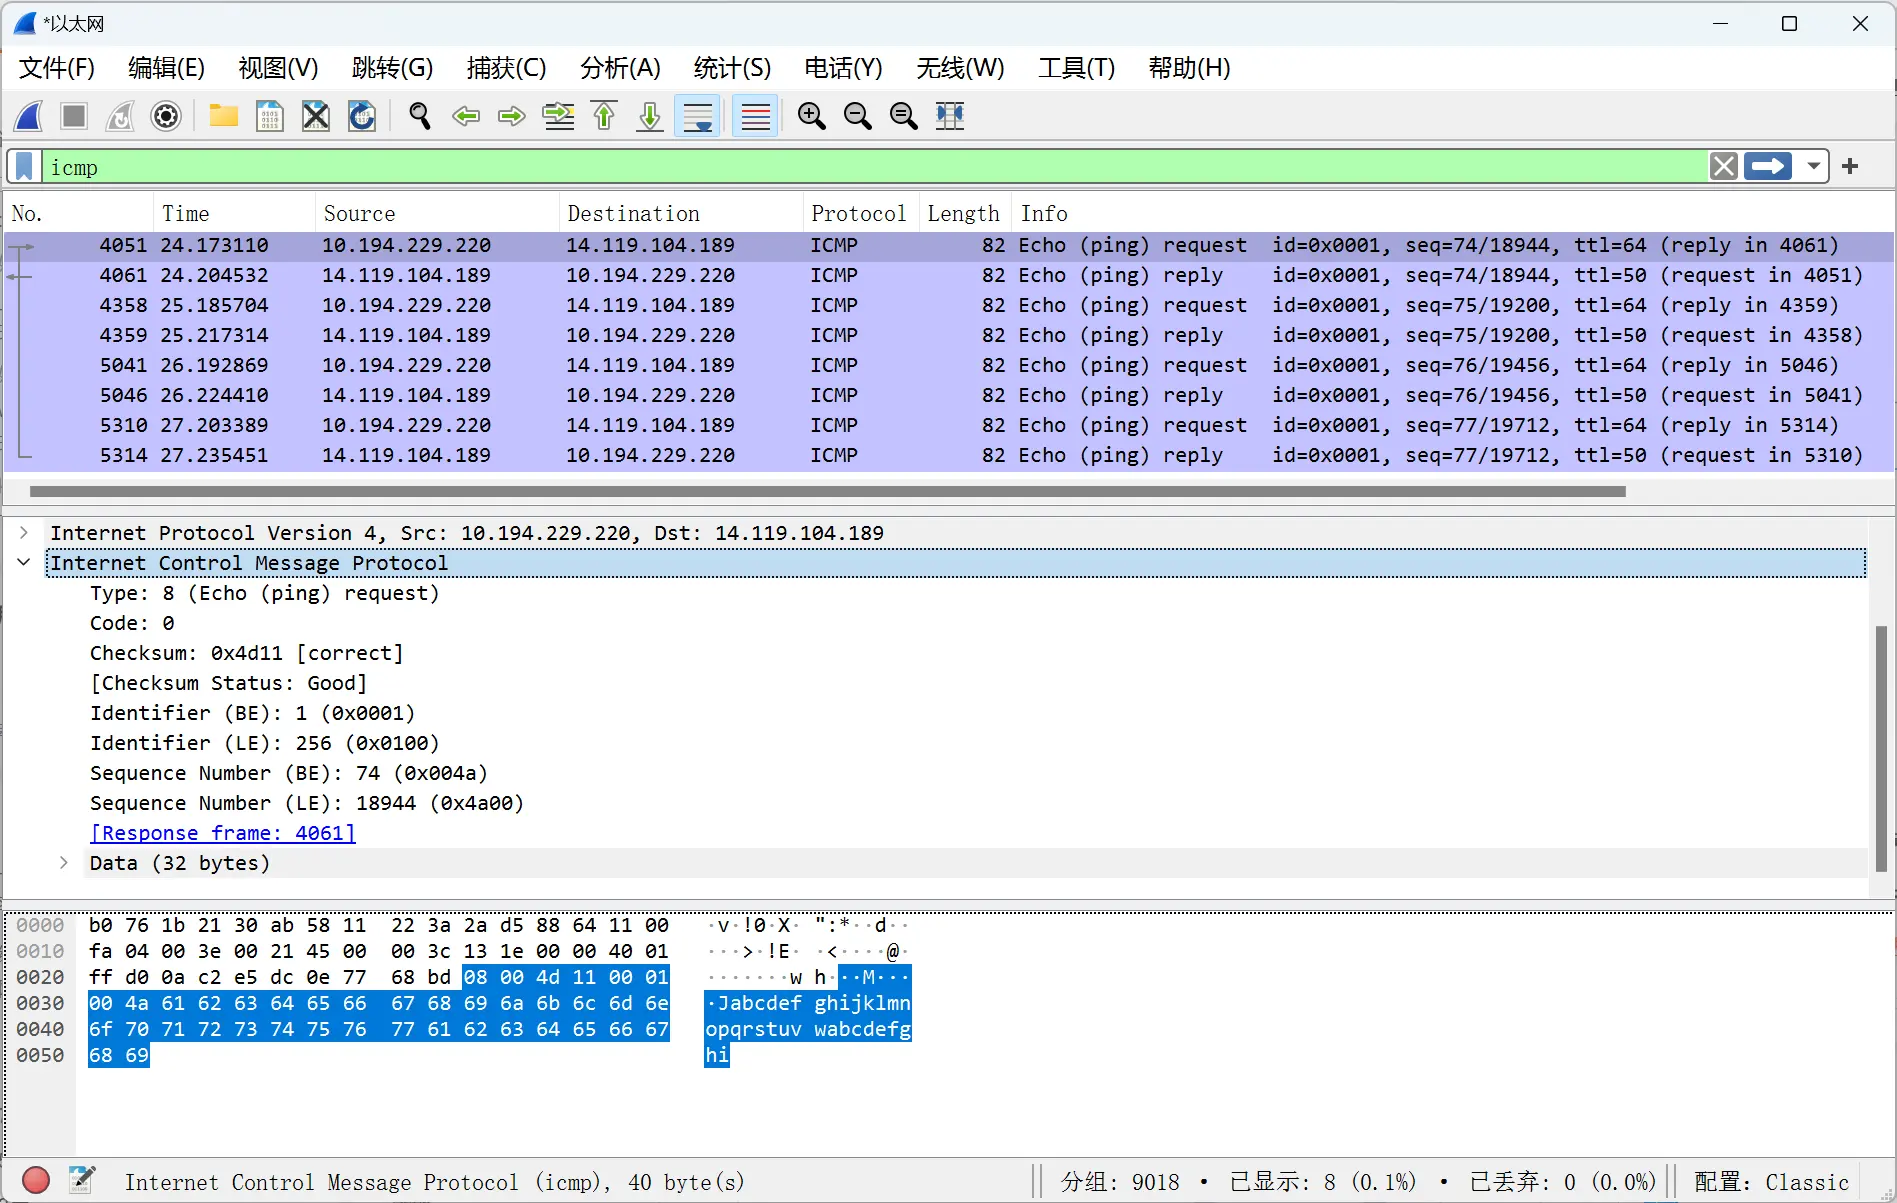 *以太网
文件(F) 编辑(E) 视图(V) 跳转(G) 捕获(C) 分析(A) 统计(S) 电话(Y) 无线(W) 工具(T) 帮助(H)
icmp
No. Time Source Destination Protocol Length Info
4051 24.173110 10.194.229.220 14.119.104.189 ICMP 82 Echo (ping) request id=0x0001, seq=74/18944, ttl=64 (reply in 4061)
4061 24.204532 14.119.104.189 10.194.229.220 ICMP 82 Echo (ping) reply id=0x0001, seq=74/18944, ttl=50 (request in 4051)
4358 25.185704 10.194.229.220 14.119.104.189 ICMP 82 Echo (ping) request id=0x0001, seq=75/19200, ttl=64 (reply in 4359)
4359 25.217314 14.119.104.189 10.194.229.220 ICMP 82 Echo (ping) reply id=0x0001, seq=75/19200, ttl=50 (request in 4358)
5041 26.192869 10.194.229.220 14.119.104.189 ICMP 82 Echo (ping) request id=0x0001, seq=76/19456, ttl=64 (reply in 5046)
5046 26.224410 14.119.104.189 10.194.229.220 ICMP 82 Echo (ping) reply id=0x0001, seq=76/19456, ttl=50 (request in 5041)
5310 27.203389 10.194.229.220 14.119.104.189 ICMP 82 Echo (ping) request id=0x0001, seq=77/19712, ttl=64 (reply in 5314)
5314 27.235451 14.119.104.189 10.194.229.220 ICMP 82 Echo (ping) reply id=0x0001, seq=77/19712, ttl=50 (request in 5310)
Internet Protocol Version 4, Src: 10.194.229.220, Dst: 14.119.104.189
Internet Control Message Protocol
Type: 8 (Echo (ping) request)
Code: 0
Checksum: 0x4d11 [correct]
[Checksum Status: Good]
Identifier (BE): 1 (0x0001)
Identifier (LE): 256 (0x0100)
Sequence Number (BE): 74 (0x004a)
Sequence Number (LE): 18944 (0x4a00)
[Response frame: 4061]
Data (32 bytes)
0000 b0 76 1b 21 30 ab 58 11 22 3a 2a d5 88 64 11 00 ·v·!0·X· ":*··d··
0010 fa 04 00 3e 00 21 45 00 00 3c 13 1e 00 00 40 01 ···>·!E· ·<····@·
0020 ff d0 0a c2 e5 dc 0e 77 68 bd 08 00 4d 11 00 01 ·······w h···M···
0030 00 4a 61 62 63 64 65 66 67 68 69 6a 6b 6c 6d 6e ·Jabcdef ghijklmn
0040 6f 70 71 72 73 74 75 76 77 61 62 63 64 65 66 67 opqrstuv wabcdefg
0050 68 69 hi
Internet Control Message Protocol (icmp), 40 byte(s) 分组: 9018 · 已显示: 8 (0.1%) · 已丢弃: 0 (0.0%) 配置: Classic